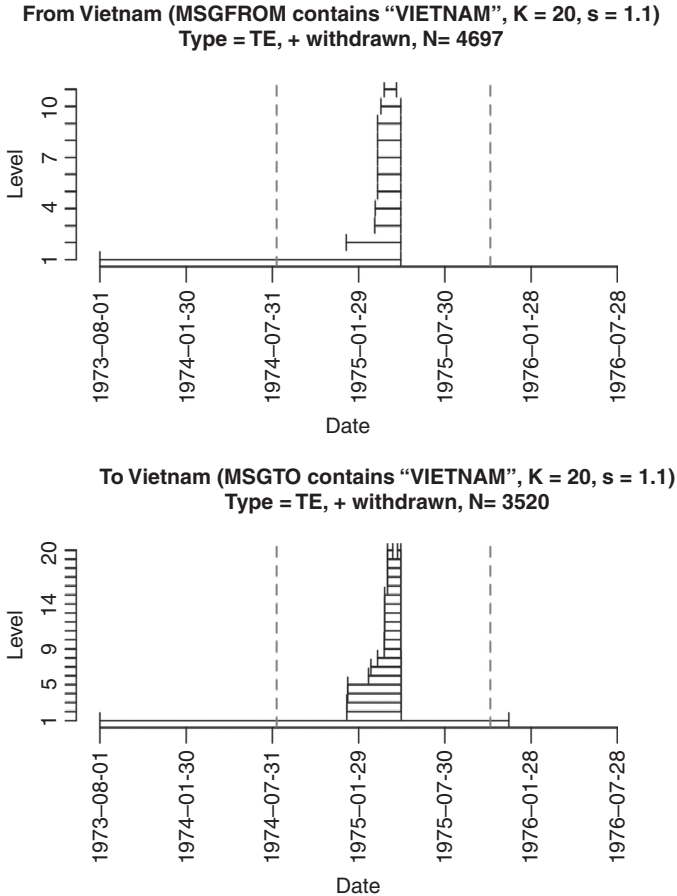 From Vietnam (MSGFROM contains “VIETNAM”, K = 20, s = 1.1)
Type = TE, + withdrawn, N= 4697
Level
10
7
4
1
1973–08-01
1974–01-30
1974–07-31
1975–01-29
1975–07-30
1976–01-28
1976–07-28
Date
To Vietnam (MSGTO contains “VIETNAM”, K = 20, s = 1.1)
Type = TE, + withdrawn, N= 3520
Level
20
14
9
5
1
1973–08–01
1974–01–30
1974–07–31
1975–01–29
1975–07–30
1976–01–28
1976–07–28
Date